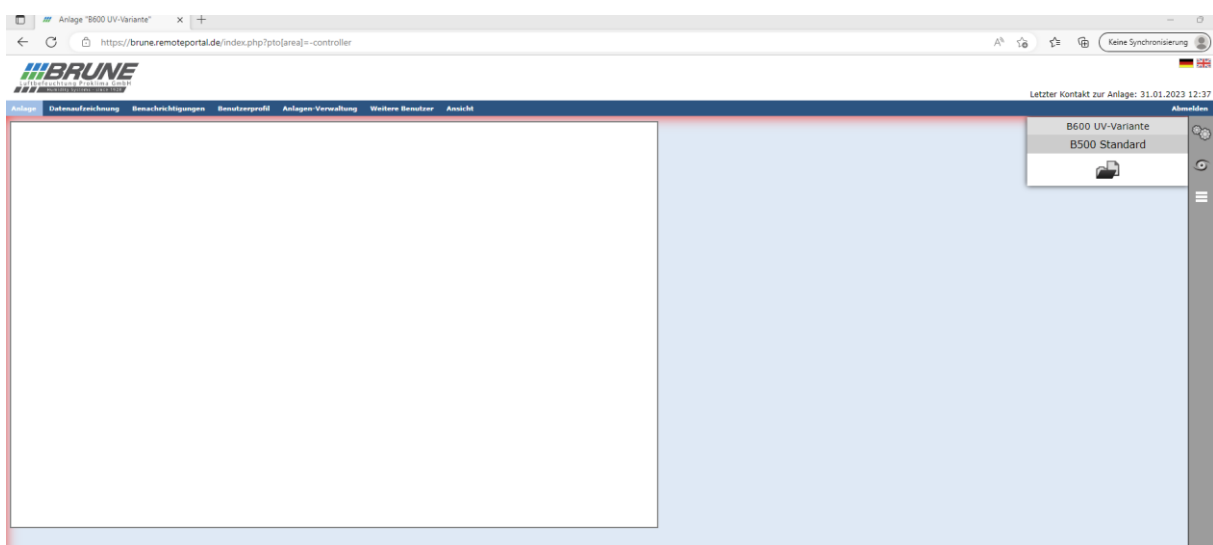 Anlage "B600 UV-Variante"
https://brune.remoteportal.de/index.php?pto[area]=-controller
Keine Synchronisierung
BRUNE
Luftbefeuchtung Proklima GmbH
Letzter Kontakt zur Anlage: 31.01.2023 12:37
Anlage Datenaufzeichnung Benachrichtigungen Benutzerprofil Anlagen-Verwaltung Weitere Benutzer Ansicht Abmelden
B600 UV-Variante
B500 Standard